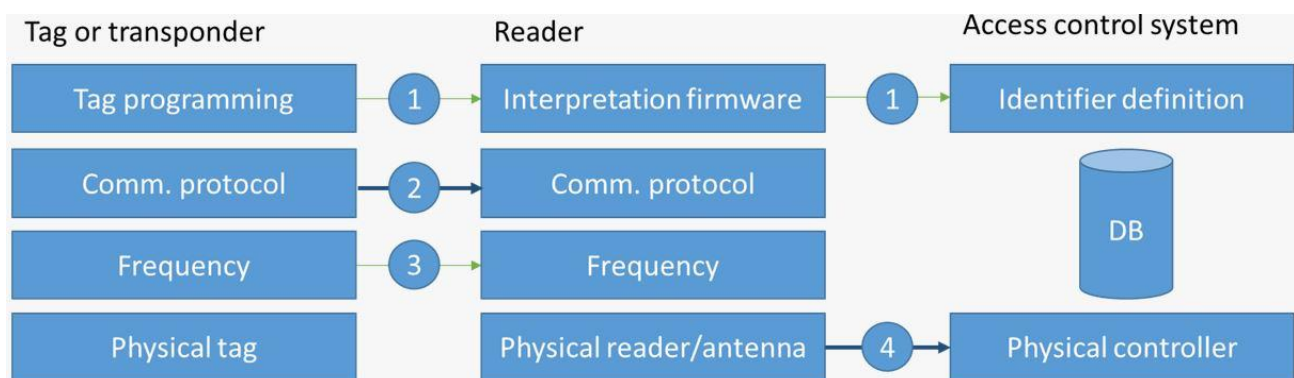 Tag or transponder
Reader
Access control system
Tag programming
1
Interpretation firmware
1
Identifier definition
Comm. protocol
2
Comm. protocol
DB
Frequency
3
Frequency
Physical tag
Physical reader/antenna
4
Physical controller